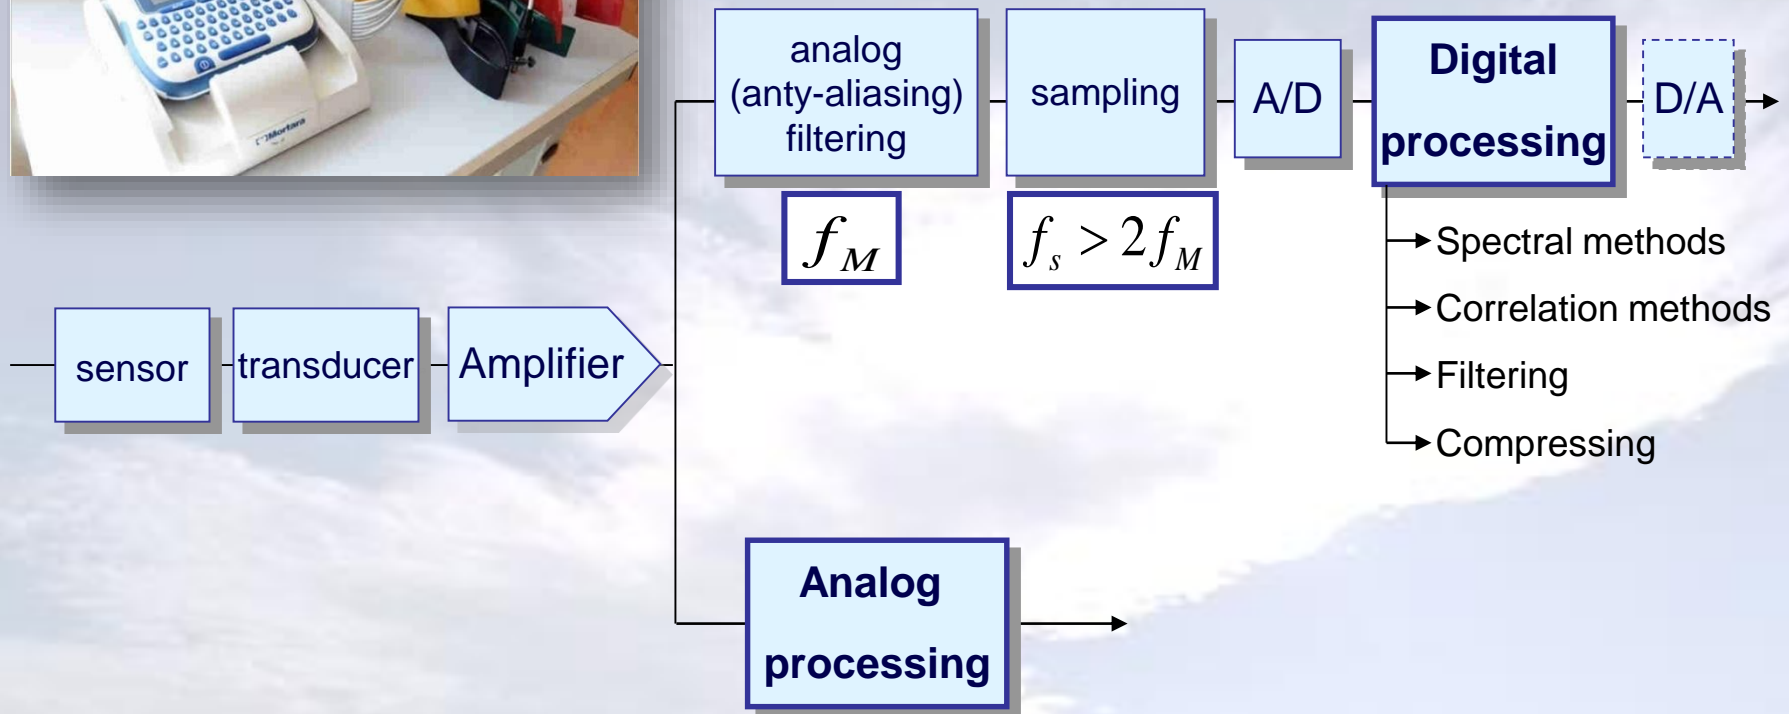 Mortara
analog
(anty-aliasing)
filtering
sampling
A/D
Digital
processing
D/A
f_M
f_s > 2f_M
Spectral methods
Correlation methods
Filtering
Compressing
sensor
transducer
Amplifier
Analog
processing